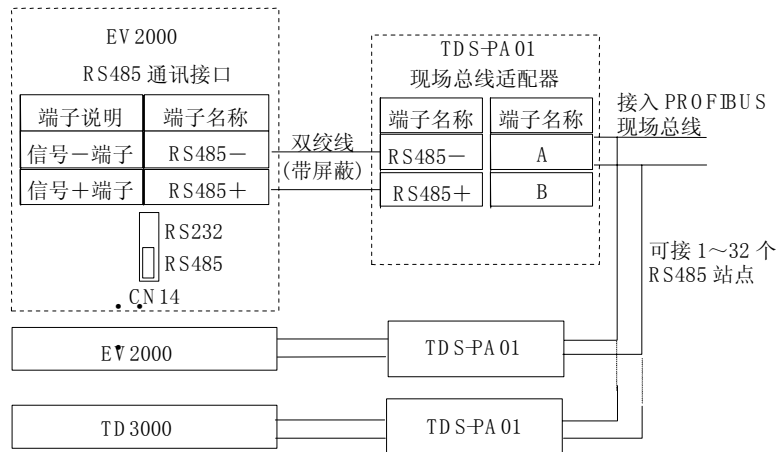 EV2000
RS485 通讯接口
端子说明 端子名称
信号－端子 RS485－
信号＋端子 RS485＋
RS232
RS485
CN14
双绞线
(带屏蔽)
TDS-PA01
现场总线适配器
端子名称 端子名称
RS485－ A
RS485＋ B
接入 PROFIBUS
现场总线
可接 1～32 个
RS485 站点
EV2000
TDS-PA01
TD3000
TDS-PA01